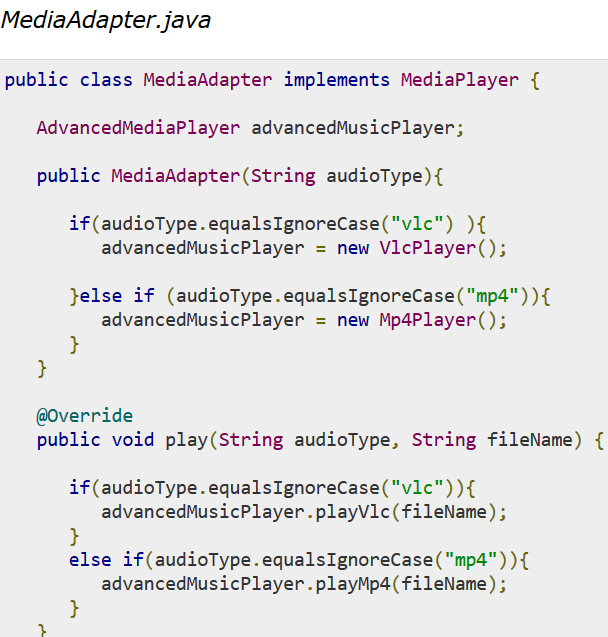 MediaAdapter.java
public class MediaAdapter implements MediaPlayer {
AdvancedMediaPlayer advancedMusicPlayer;
public MediaAdapter(String audioType){
if(audioType.equalsIgnoreCase("vlc") ){
advancedMusicPlayer = new VlcPlayer();
}else if (audioType.equalsIgnoreCase("mp4")){
advancedMusicPlayer = new Mp4Player();
}
}
@Override
public void play(String audioType, String fileName) {
if(audioType.equalsIgnoreCase("vlc")){
advancedMusicPlayer.playVlc(fileName);
}
else if(audioType.equalsIgnoreCase("mp4")){
advancedMusicPlayer.playMp4(fileName);
}
}